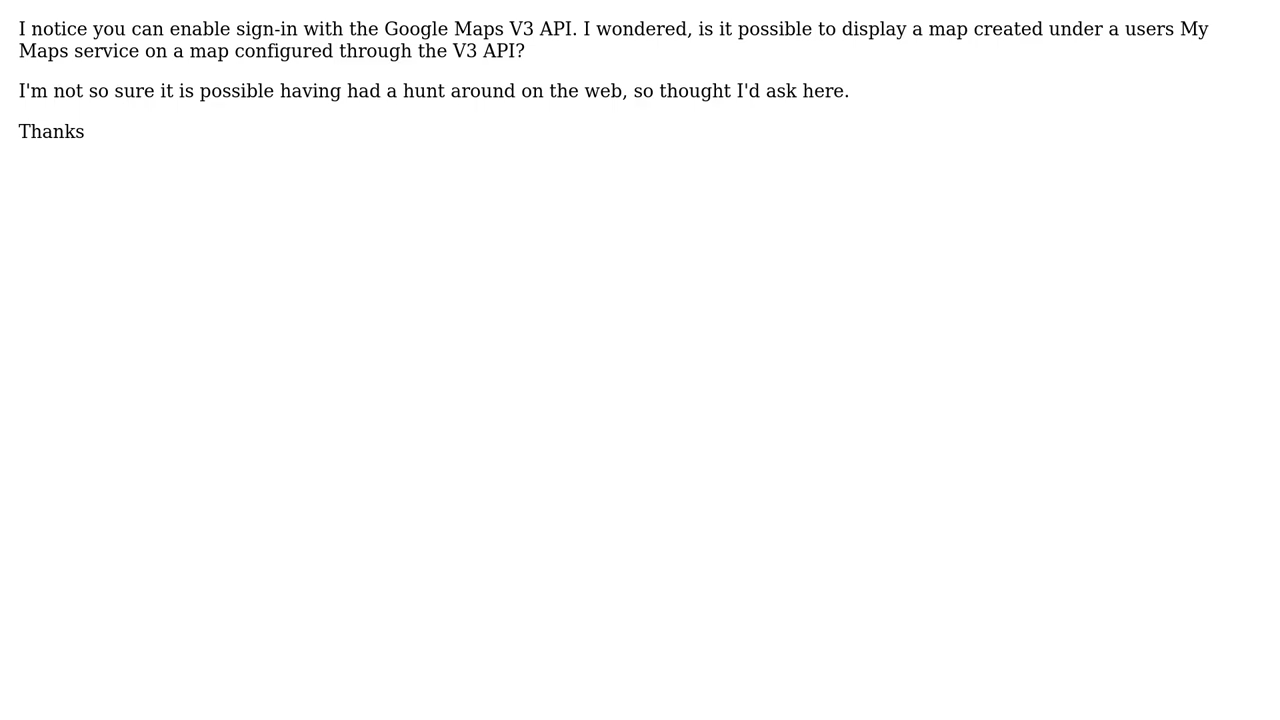 I notice you can enable sign-in with the Google Maps V3 API. I wondered, is it possible to display a map created under a users My
Maps service on a map configured through the V3 API?
I'm not so sure it is possible having had a hunt around on the web, so thought I'd ask here.
Thanks